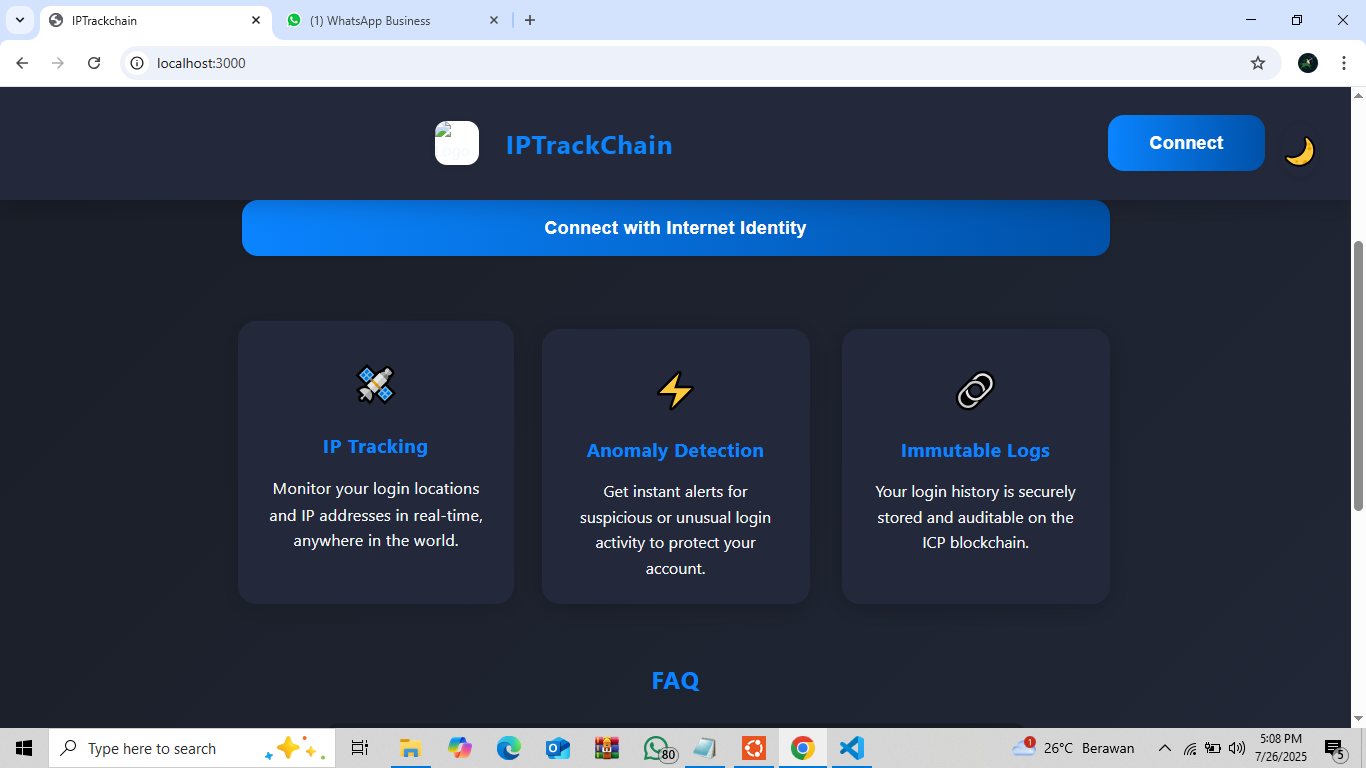 IPTrackchain
(1) WhatsApp Business
localhost:3000
IPTrackChain
Connect
Connect with Internet Identity
IP Tracking
Monitor your login locations
and IP addresses in real-time,
anywhere in the world.
Anomaly Detection
Get instant alerts for
suspicious or unusual login
activity to protect your
account.
Immutable Logs
Your login history is securely
stored and auditable on the
ICP blockchain.
FAQ
Type here to search
80
1
26°C Berawan
5:08 PM
7/26/2025
5